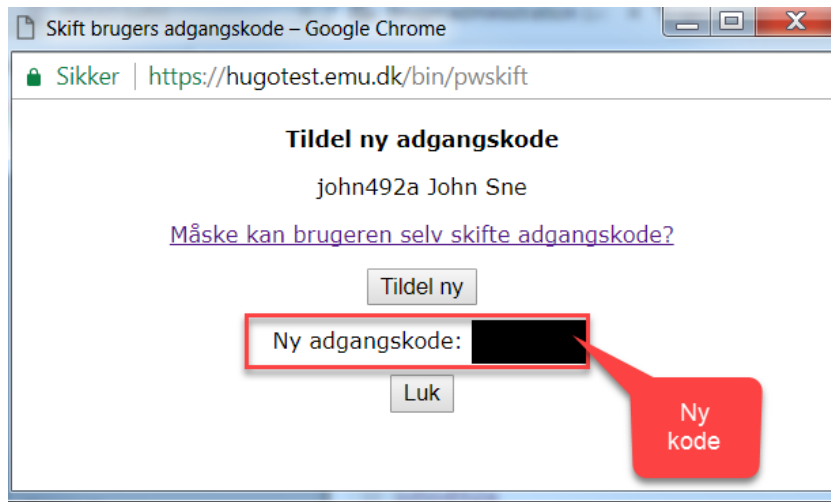 Skift brugers adgangskode – Google Chrome
Sikker | https://hugotest.emu.dk/bin/pwskift
Tildel ny adgangskode
john492a John Sne
Måske kan brugeren selv skifte adgangskode?
Tildel ny
Ny adgangskode:
Luk
Ny
kode